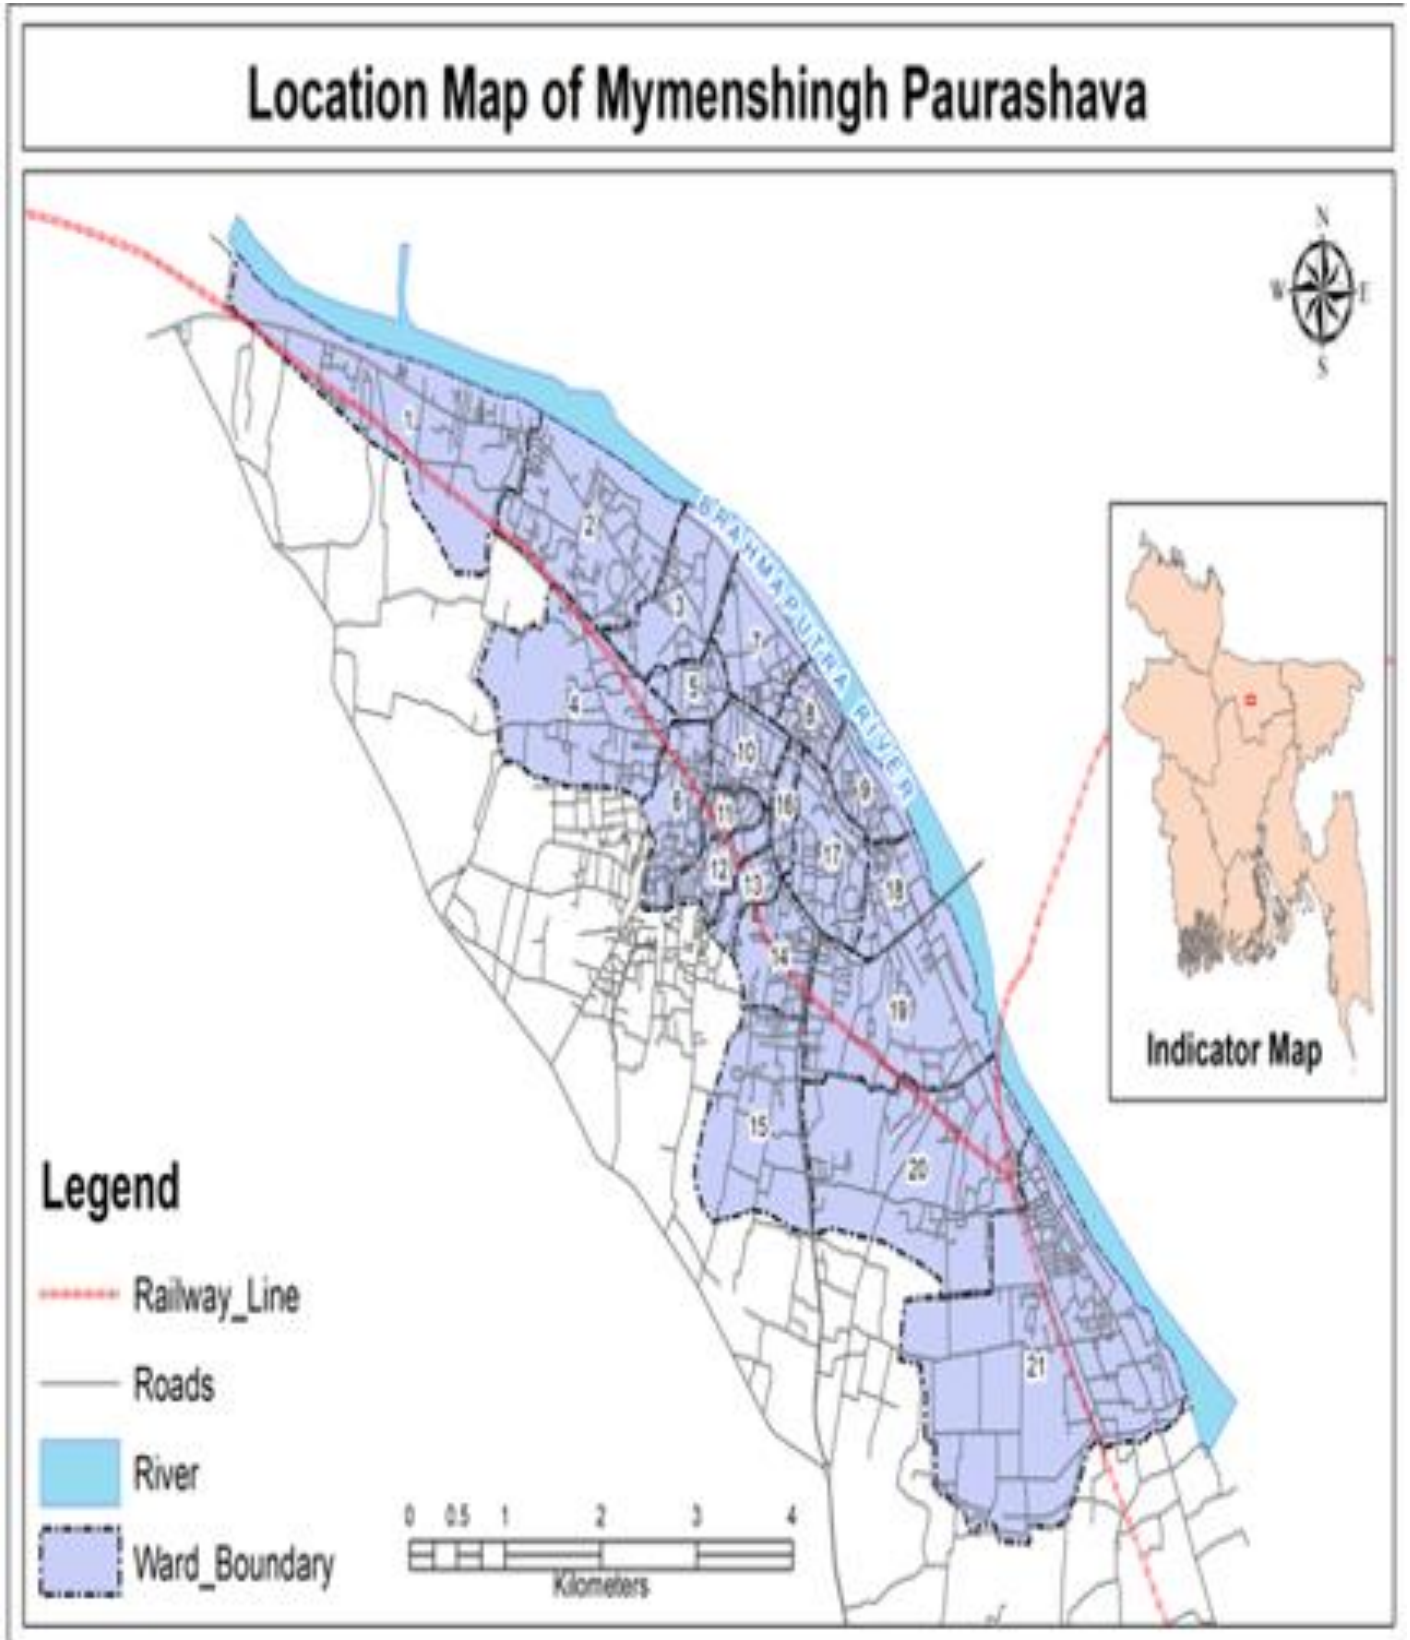 Location Map of Mymenshingh Paurashava
N
W E
S
1
2
3
BRAHMAPUTRA RIVER
7
5
4
8
10
9
6
11
16
17
12
13
18
14
19
15
20
21
Indicator Map
Legend
Railway_Line
Roads
River
Ward_Boundary
0 0.5 1 2 3 4
Kilometers